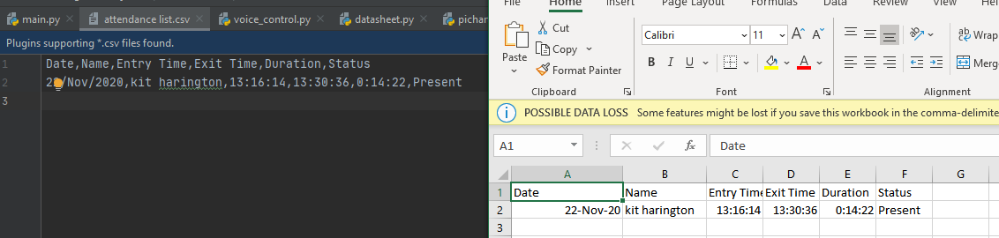 main.py attendance list.csv voice_control.py datasheet.py
Plugins supporting *.csv files found.
1 Date,Name,Entry Time,Exit Time,Duration,Status
2 22/Nov/2020,kit harington,13:16:14,13:30:36,0:14:22,Present
3
File Home Insert Page Layout Formulas Data Review View
Cut
Copy
Format Painter
Paste
Clipboard
Calibri 11 A A
B I U A
Font
ab Wrap
Merge
Alignment
POSSIBLE DATA LOSS Some features might be lost if you save this workbook in the comma-delimite
A1 fx Date
A B C D E F G
1 Date Name Entry Time Exit Time Duration Status
2 22-Nov-20 kit harington 13:16:14 13:30:36 0:14:22 Present
3